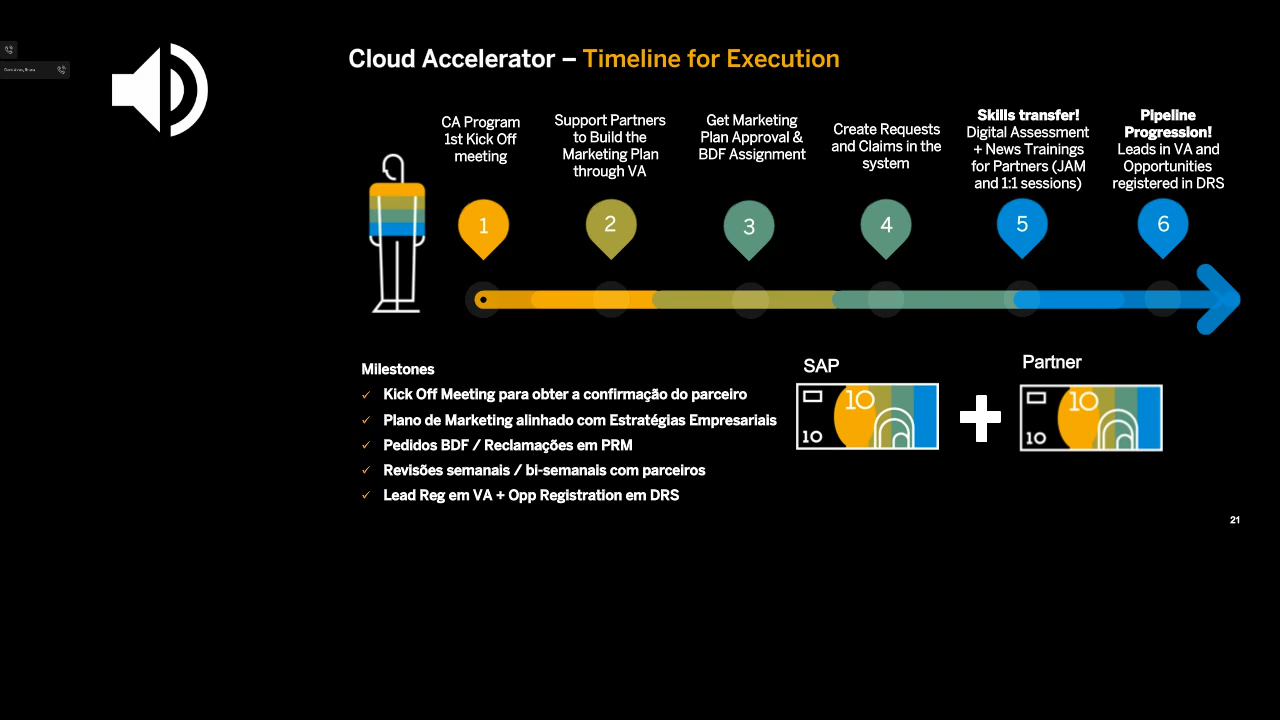 Cloud Accelerator – Timeline for Execution
CA Program
1st Kick Off
meeting
Support Partners
to Build the
Marketing Plan
through VA
Get Marketing
Plan Approval &
BDF Assignment
Create Requests
and Claims in the
system
Skills transfer!
Digital Assessment
+ News Trainings
for Partners (JAM
and 1:1 sessions)
Pipeline
Progression!
Leads in VA and
Opportunities
registered in DRS
1
2
3
4
5
6
Milestones
✓ Kick Off Meeting para obter a confirmação do parceiro
✓ Plano de Marketing alinhado com Estratégias Empresariais
✓ Pedidos BDF / Reclamações em PRM
✓ Revisões semanais / bi-semanais com parceiros
✓ Lead Reg em VA + Opp Registration em DRS
SAP
10
10
Partner
10
10
21